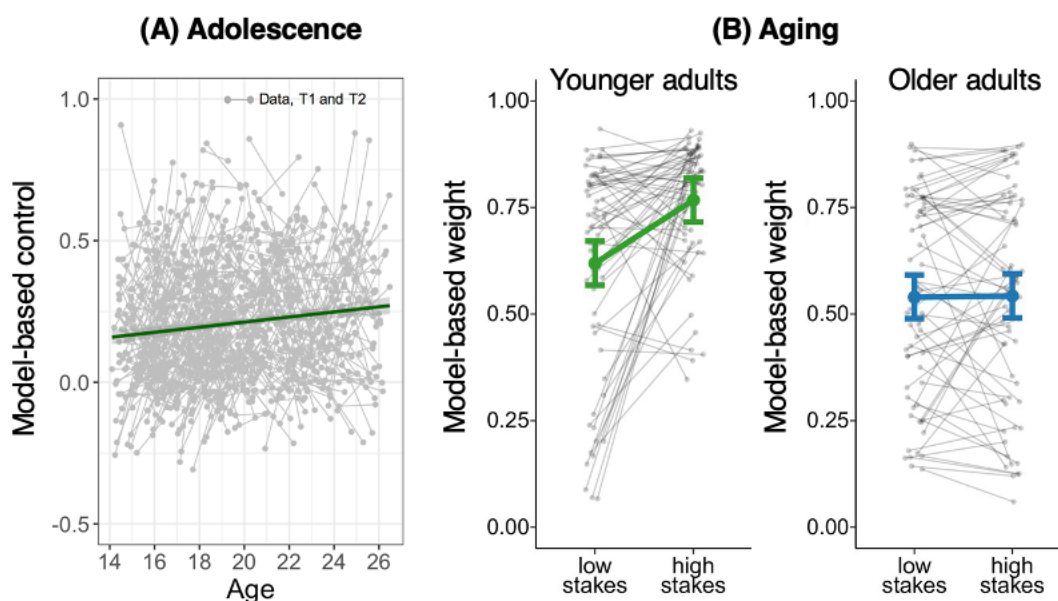 (A) Adolescence
Model-based control
1.0
0.5
0.0
-0.5
Data, T1 and T2
14 16 18 20 22 24 26
Age
(B) Aging
Younger adults
Model-based weight
1.00
0.75
0.50
0.25
0.00
low stakes
high stakes
Older adults
Model-based weight
1.00
0.75
0.50
0.25
0.00
low stakes
high stakes